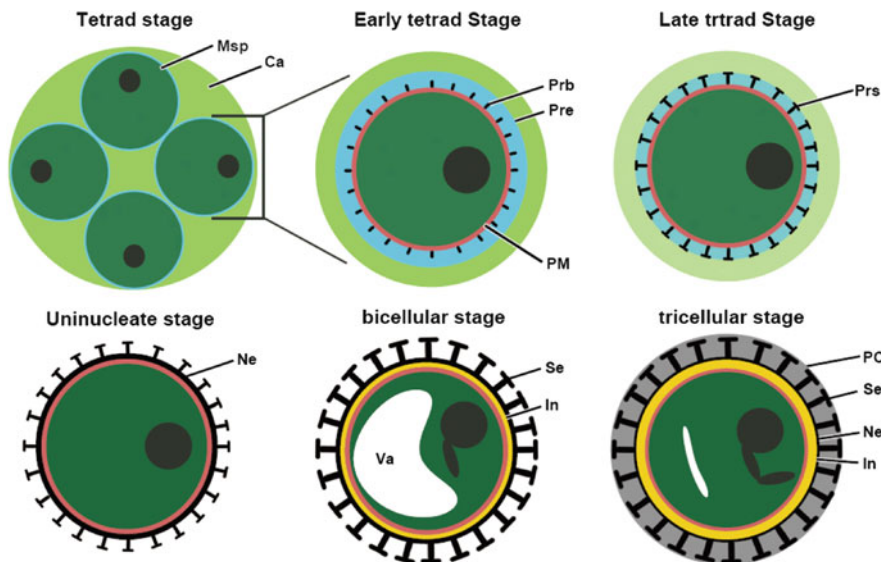 Tetrad stage
Early tetrad Stage
Late trtrad Stage
Msp
Ca
Prb
Pre
PM
Prs
Uninucleate stage
bicellular stage
tricellular stage
Ne
Se
In
Va
PC
Se
Ne
In